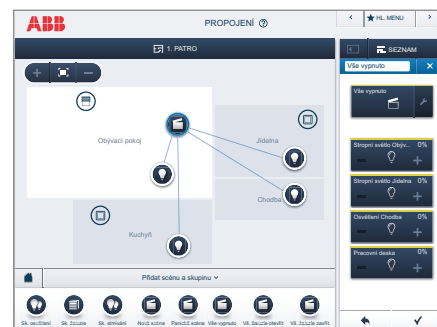 ABB
PROPOJENÍ ?
HL. MENU
1. PATRO
SEZNAM
Vše vypnuto
Vše vypnuto
Obývací pokoj
Jídelna
Chodba
Kuchyň
Stropní světlo Obýv... 0%
Stropní světlo Jídelna 0%
Osvětlení Chodba 0%
Pracovní deska 0%
Přidat scénu a skupinu
Sk. osvětlení
Sk. žaluzie
Sk. stmívání
Nová scéna
Panická scéna
Vše vypnuto
Vš. žaluzie otevřít
Vš. žaluzie zavřít